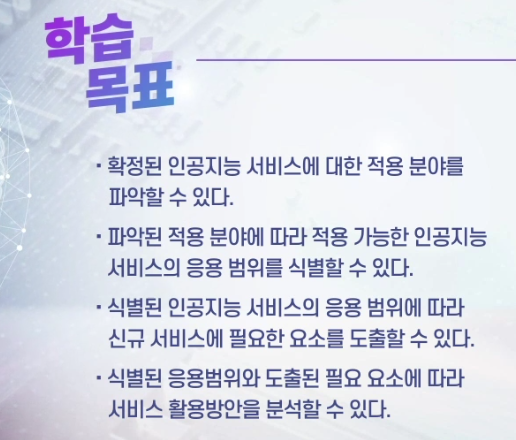 학습
목표
· 확정된 인공지능 서비스에 대한 적용 분야를
파악할 수 있다.
· 파악된 적용 분야에 따라 적용 가능한 인공지능
서비스의 응용 범위를 식별할 수 있다.
· 식별된 인공지능 서비스의 응용 범위에 따라
신규 서비스에 필요한 요소를 도출할 수 있다.
· 식별된 응용범위와 도출된 필요 요소에 따라
서비스 활용방안을 분석할 수 있다.